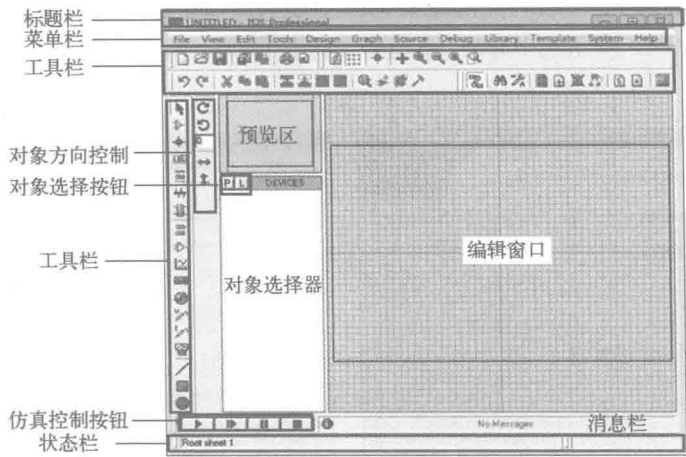 标题栏
UNTITLED - ISIS Professional
菜单栏
File View Edit Tools Design Graph Source Debug Library Template System Help
工具栏
对象方向控制
预览区
对象选择按钮
P L DEVICES
工具栏
对象选择器
编辑窗口
仿真控制按钮
No Messages
消息栏
状态栏
Root sheet 1